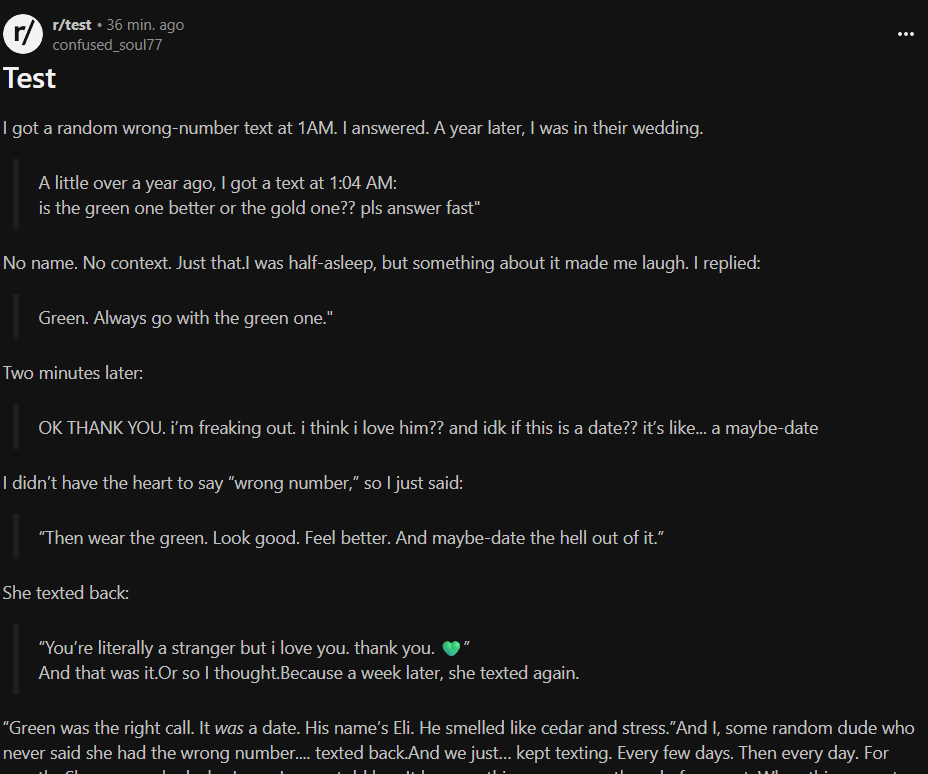 r/ r/test • 36 min. ago
confused_soul77
Test
I got a random wrong-number text at 1AM. I answered. A year later, I was in their wedding.
A little over a year ago, I got a text at 1:04 AM:
is the green one better or the gold one?? pls answer fast"
No name. No context. Just that.I was half-asleep, but something about it made me laugh. I replied:
Green. Always go with the green one."
Two minutes later:
OK THANK YOU. i’m freaking out. i think i love him?? and idk if this is a date?? it’s like... a maybe-date
I didn’t have the heart to say “wrong number,” so I just said:
“Then wear the green. Look good. Feel better. And maybe-date the hell out of it.”
She texted back:
“You’re literally a stranger but i love you. thank you. 💚”
And that was it.Or so I thought.Because a week later, she texted again.
“Green was the right call. It was a date. His name’s Eli. He smelled like cedar and stress.”And I, some random dude who
never said she had the wrong number.... texted back.And we just... kept texting. Every few days. Then every day. For